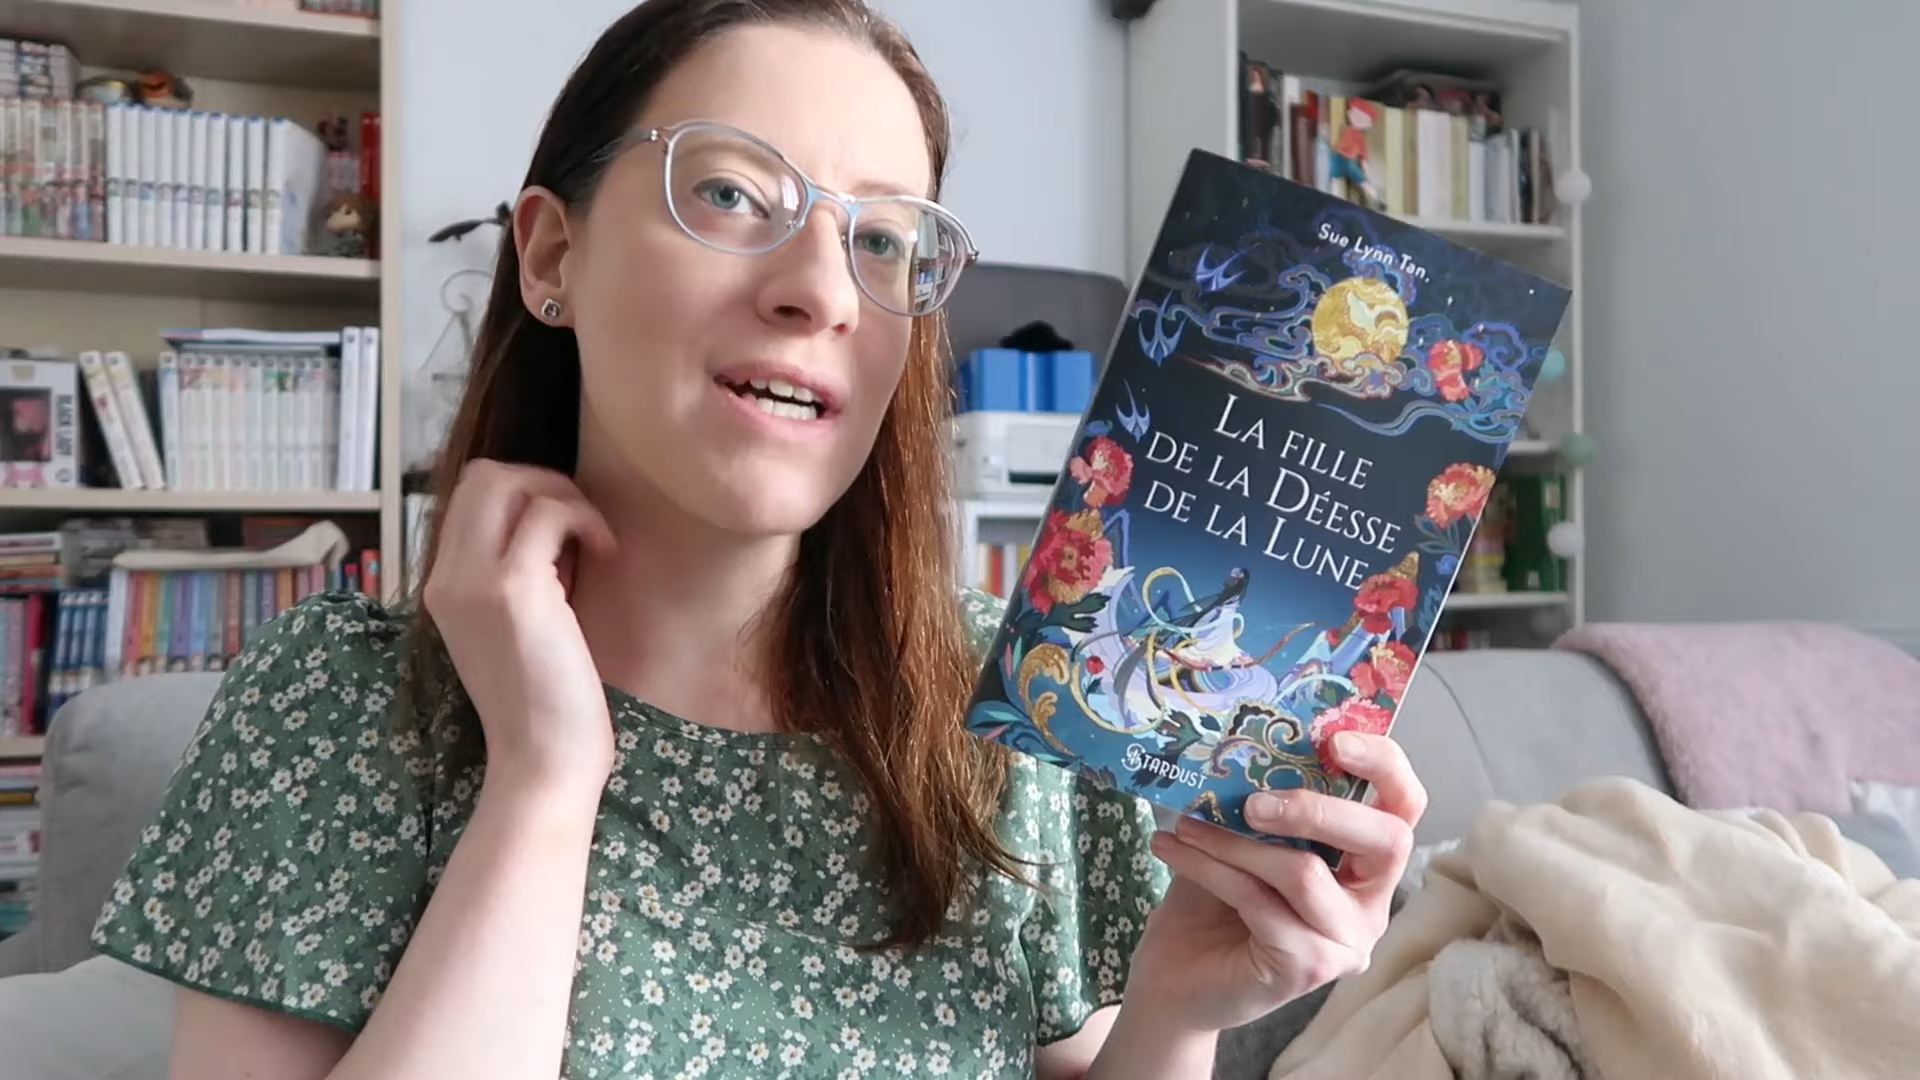 Sue Lynn Tan.
LA FILLE
DE LA DÉESSE
DE LA LUNE
STARDUST